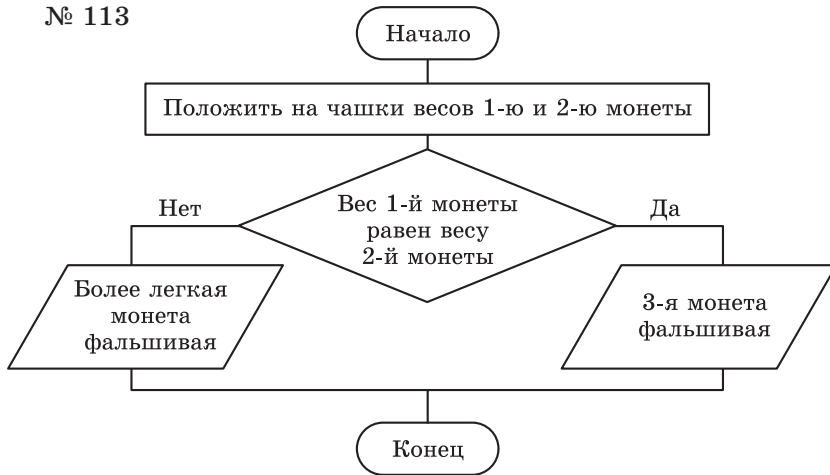 № 113
Начало
Положить на чашки весов 1-ю и 2-ю монеты
Нет
Вес 1-й монеты
равен весу
2-й монеты
Да
Более легкая
монета
фальшивая
3-я монета
фальшивая
Конец